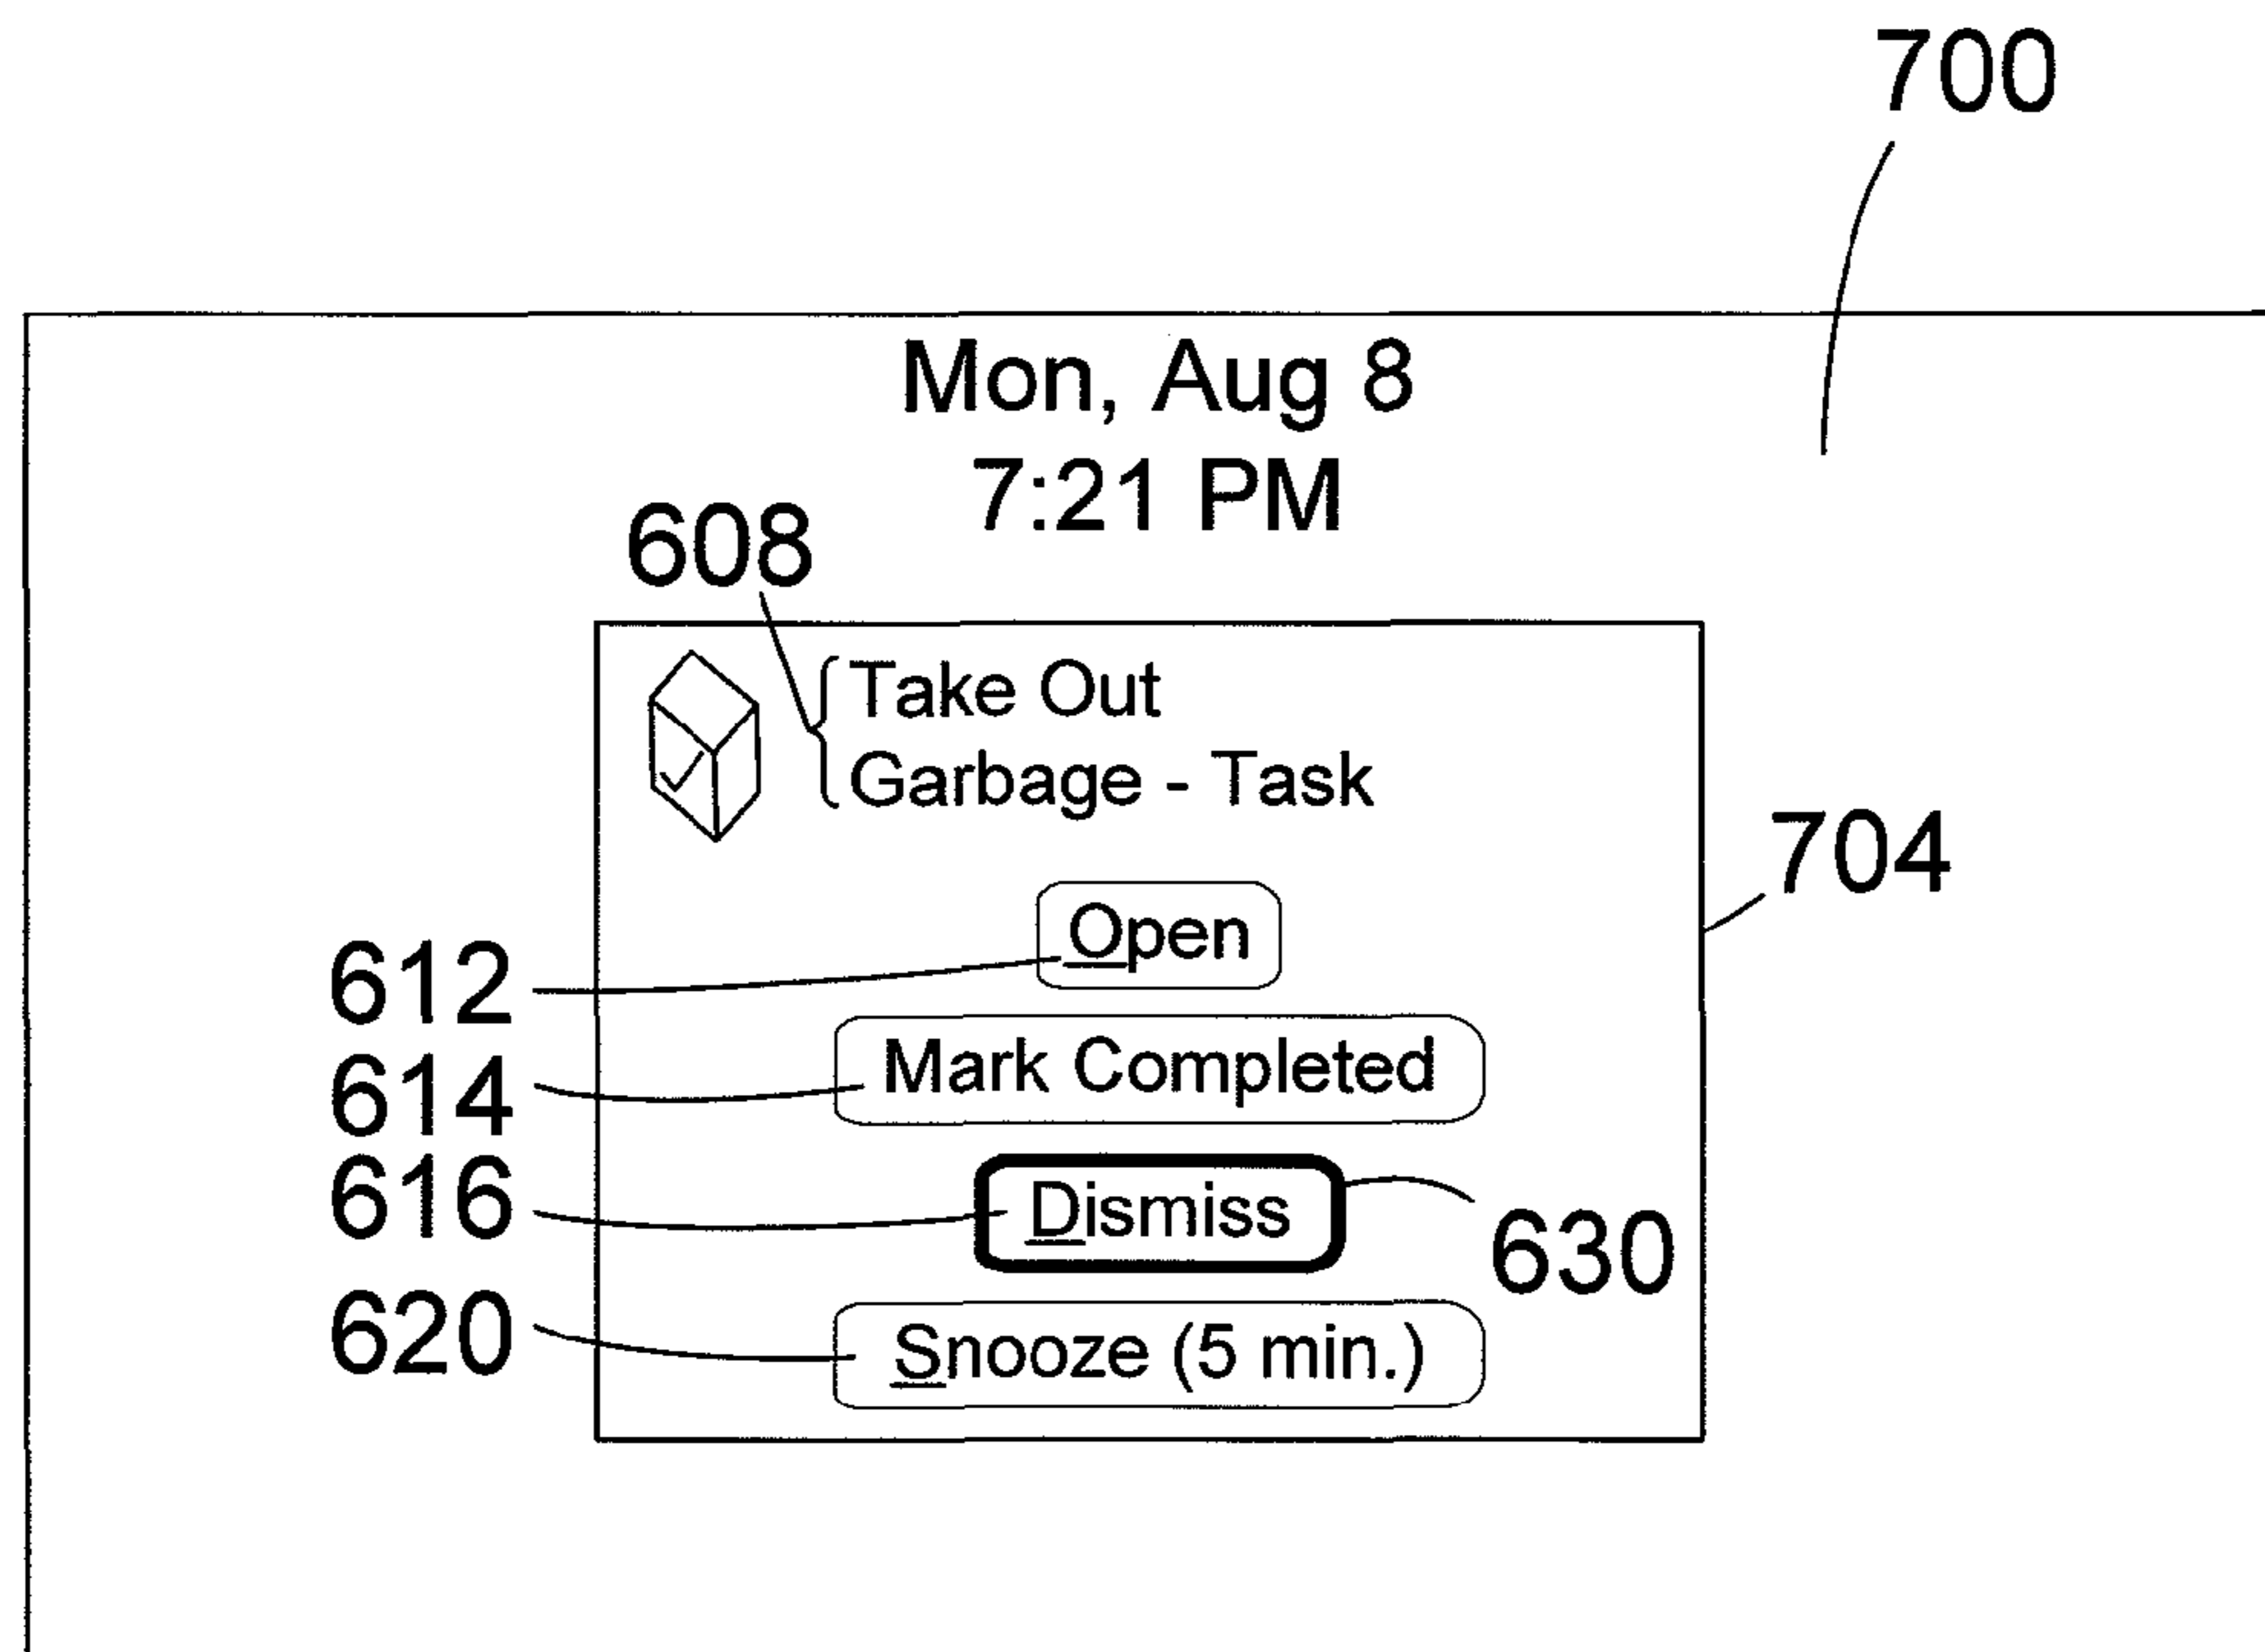 700
Mon, Aug 8
7:21 PM
608
Take Out
Garbage - Task
704
Open
612
Mark Completed
614
Dismiss
616
630
Snooze (5 min.)
620